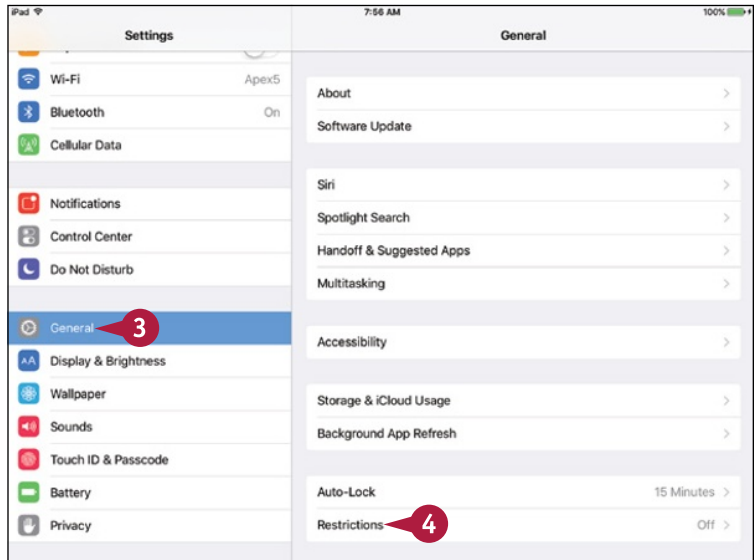 iPad 7:56 AM 100%
Settings General
Wi-Fi Apex5
Bluetooth On
Cellular Data
Notifications
Control Center
Do Not Disturb
General 3
Display & Brightness
Wallpaper
Sounds
Touch ID & Passcode
Battery
Privacy
About
Software Update
Siri
Spotlight Search
Handoff & Suggested Apps
Multitasking
Accessibility
Storage & iCloud Usage
Background App Refresh
Auto-Lock 15 Minutes
Restrictions 4 Off